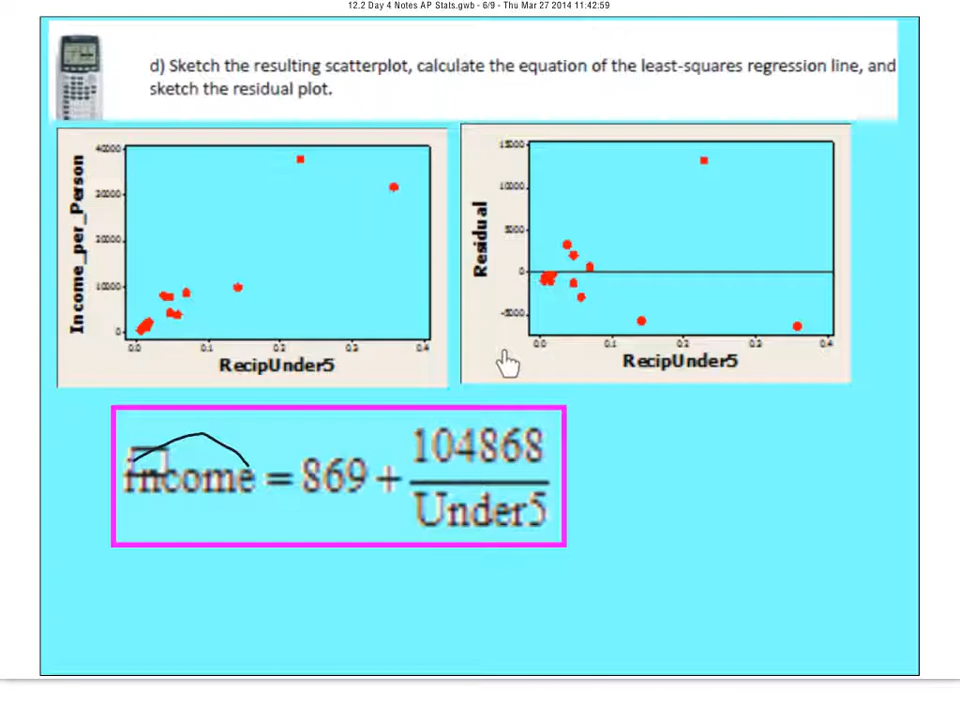 12.2 Day 4 Notes AP Stats.gwb - 6/9 - Thu Mar 27 2014 11:42:59
d) Sketch the resulting scatterplot, calculate the equation of the least-squares regression line, and
sketch the residual plot.
Income_per_Person
40000
30000
20000
10000
0
0.0 0.1 0.2 0.3 0.4
RecipUnder5
Residual
15000
10000
5000
0
-5000
0.0 0.1 0.2 0.3 0.4
RecipUnder5
income = 869 + 104868
Under5